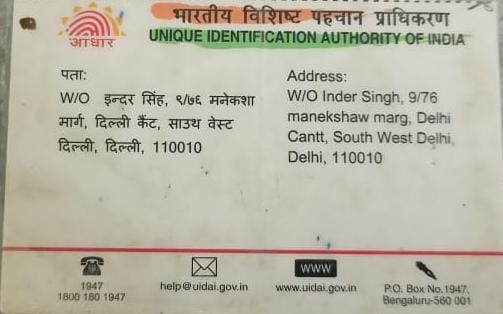 भारतीय विशिष्ट पहचान प्राधिकरण
UNIQUE IDENTIFICATION AUTHORITY OF INDIA
आधार
पता:
W/O इन्दर सिंह, ९/७६ मनेकशा
मार्ग, दिल्ली कैंट, साउथ वेस्ट
दिल्ली, दिल्ली, 110010
Address:
W/O Inder Singh, 9/76
manekshaw marg, Delhi
Cantt, South West Delhi,
Delhi, 110010
1947
1800 180 1947
help@uidai.gov.in
www
www.uidai.gov.in
P.O. Box No.1947,
Bengaluru-560 001